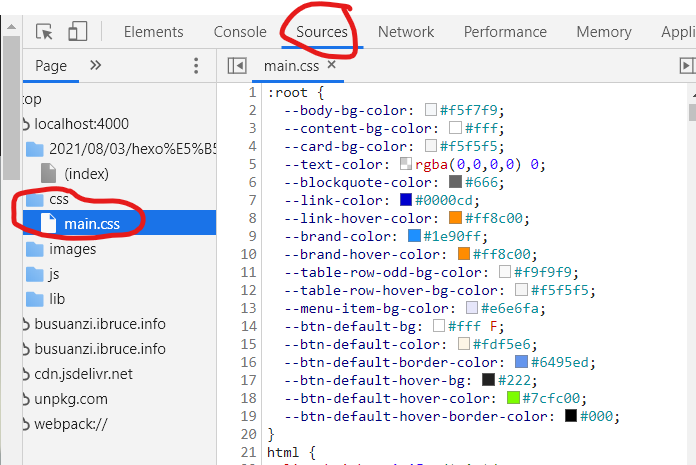 Elements Console Sources Network Performance Memory Appli
Page » main.css ×
top
localhost:4000
2021/08/03/hexo%E5%B5
(index)
css
main.css
images
js
lib
busuanzi.ibruce.info
busuanzi.ibruce.info
cdn.jsdelivr.net
unpkg.com
webpack://
1 :root {
2 --body-bg-color: #f5f7f9;
3 --content-bg-color: #fff;
4 --card-bg-color: #f5f5f5;
5 --text-color: rgba(0,0,0,0) 0;
6 --blockquote-color: #666;
7 --link-color: #0000cd;
8 --link-hover-color: #ff8c00;
9 --brand-color: #1e90ff;
10 --brand-hover-color: #ff8c00;
11 --table-row-odd-bg-color: #f9f9f9;
12 --table-row-hover-bg-color: #f5f5f5;
13 --menu-item-bg-color: #e6e6fa;
14 --btn-default-bg: #fff F;
15 --btn-default-color: #fdf5e6;
16 --btn-default-border-color: #6495ed;
17 --btn-default-hover-bg: #222;
18 --btn-default-hover-color: #7cfc00;
19 --btn-default-hover-border-color: #000;
20 }
21 html {